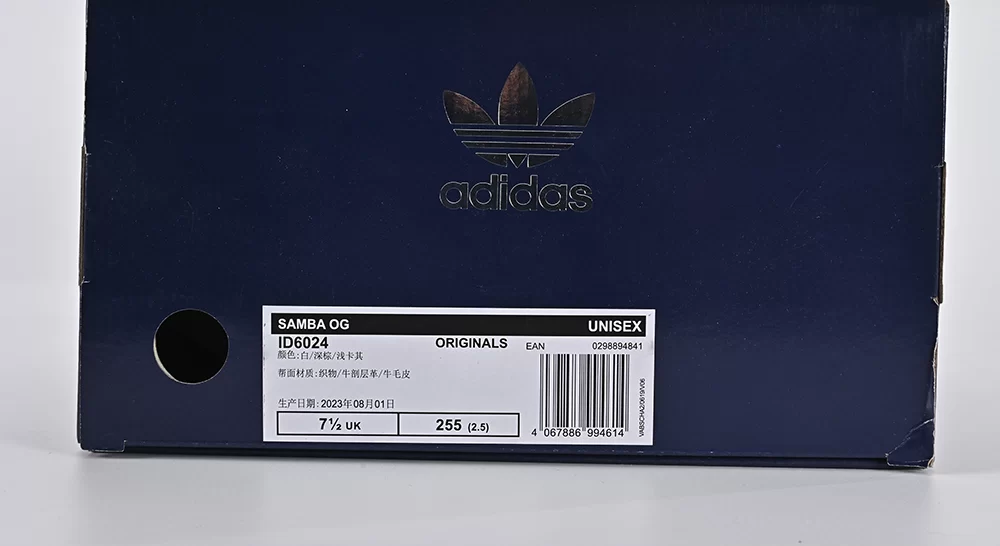 adidas
SAMBA OG UNISEX
ID6024 ORIGINALS EAN 0298894841
颜色:白/深棕/浅卡其
帮面材质:织物/牛剖层革/牛毛皮
生产日期:2023年08月01日
7½ UK 255 (2.5)
4 067886 994614